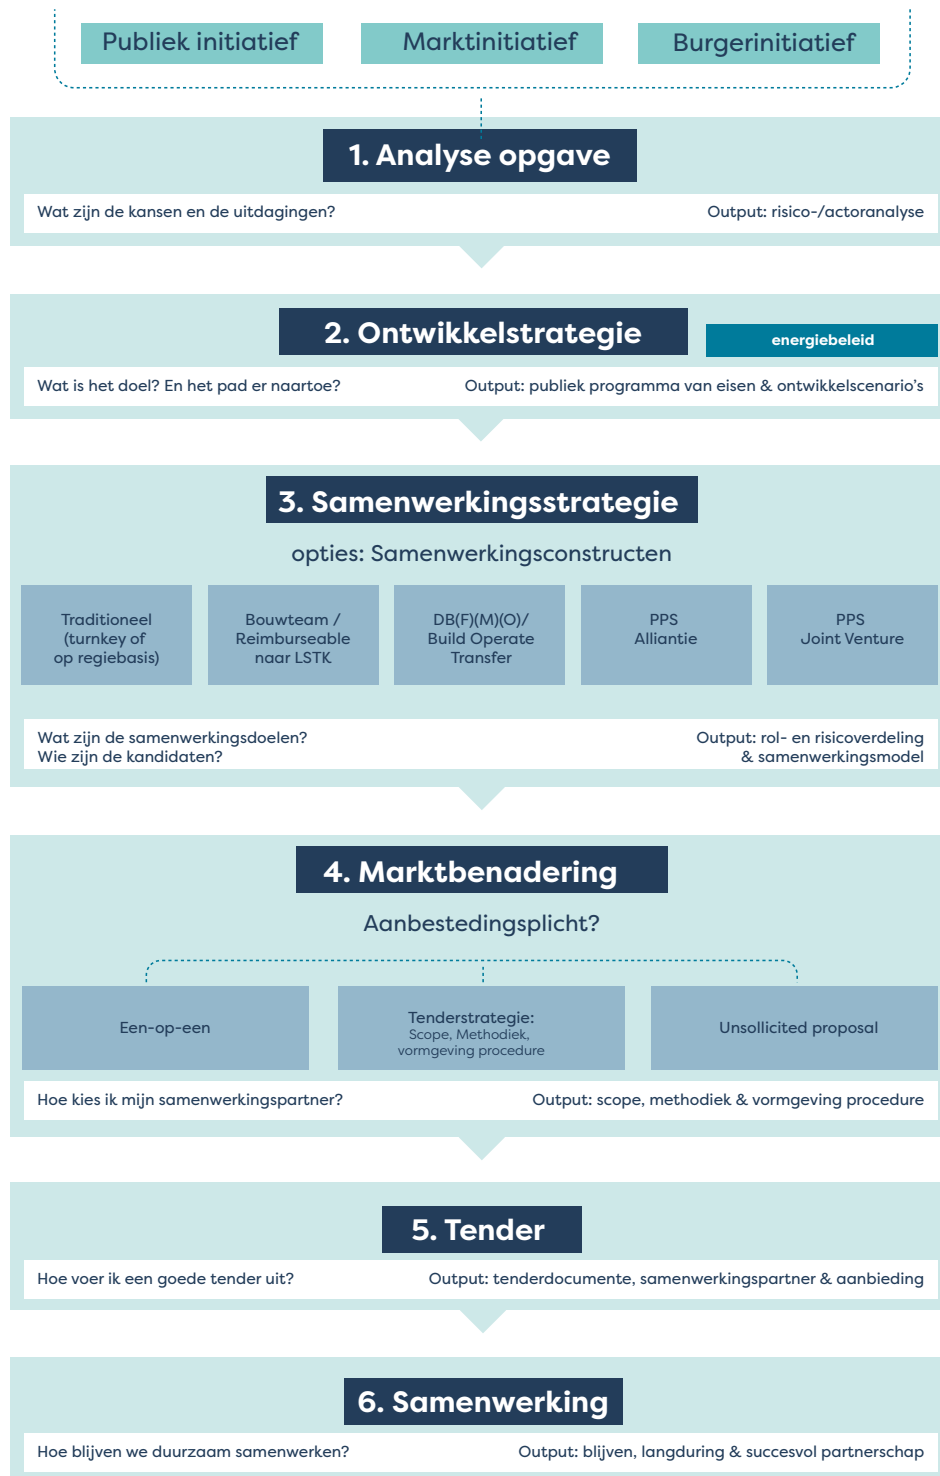 Publiek initiatief
Marktinitiatief
Burgerinitiatief
1. Analyse opgave
Wat zijn de kansen en de uitdagingen?
Output: risico-/actoranalyse
2. Ontwikkelstrategie
energiebeleid
Wat is het doel? En het pad er naartoe?
Output: publiek programma van eisen & ontwikkelscenario's
3. Samenwerkingsstrategie
opties: Samenwerkingsconstructen
Traditioneel
(turnkey of
op regiebasis)
Bouwteam /
Reimburseable
naar LSTK
DB(F)(M)(O)/
Build Operate
Transfer
PPS
Alliantie
PPS
Joint Venture
Wat zijn de samenwerkingsdoelen?
Wie zijn de kandidaten?
Output: rol- en risicoverdeling
& samenwerkingsmodel
4. Marktbenadering
Aanbestedingsplicht?
Een-op-een
Tenderstrategie:
Scope, Methodiek,
vormgeving procedure
Unsollicited proposal
Hoe kies ik mijn samenwerkingspartner?
Output: scope, methodiek & vormgeving procedure
5. Tender
Hoe voer ik een goede tender uit?
Output: tenderdocumente, samenwerkingspartner & aanbieding
6. Samenwerking
Hoe blijven we duurzaam samenwerken?
Output: blijven, langduring & succesvol partnerschap